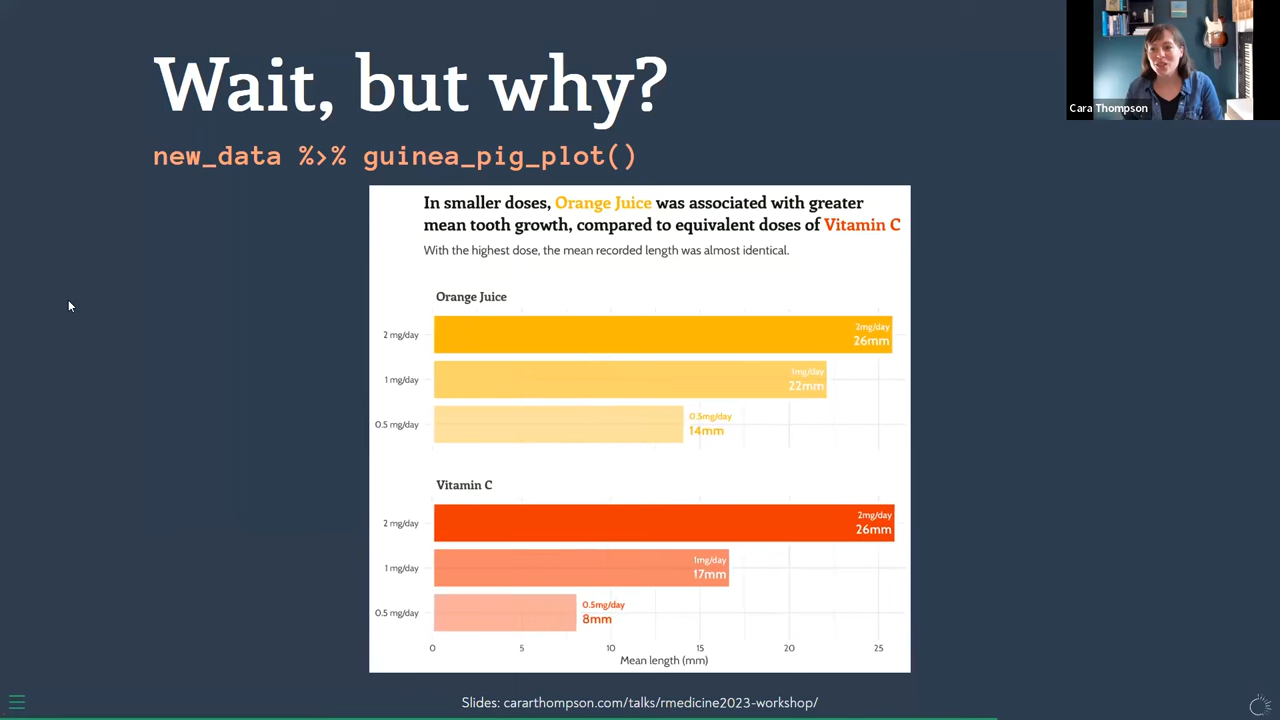 Wait, but why?
Cara Thompson
new_data %>% guinea_pig_plot()
In smaller doses, Orange Juice was associated with greater
mean tooth growth, compared to equivalent doses of Vitamin C
With the highest dose, the mean recorded length was almost identical.
Orange Juice
2 mg/day
2mg/day
26mm
1 mg/day
1mg/day
22mm
0.5 mg/day
0.5mg/day
14mm
Vitamin C
2 mg/day
2mg/day
26mm
1 mg/day
1mg/day
17mm
0.5 mg/day
0.5mg/day
8mm
0 5 10 15 20 25
Mean length (mm)
Slides: cararthompson.com/talks/rmedicine2023-workshop/